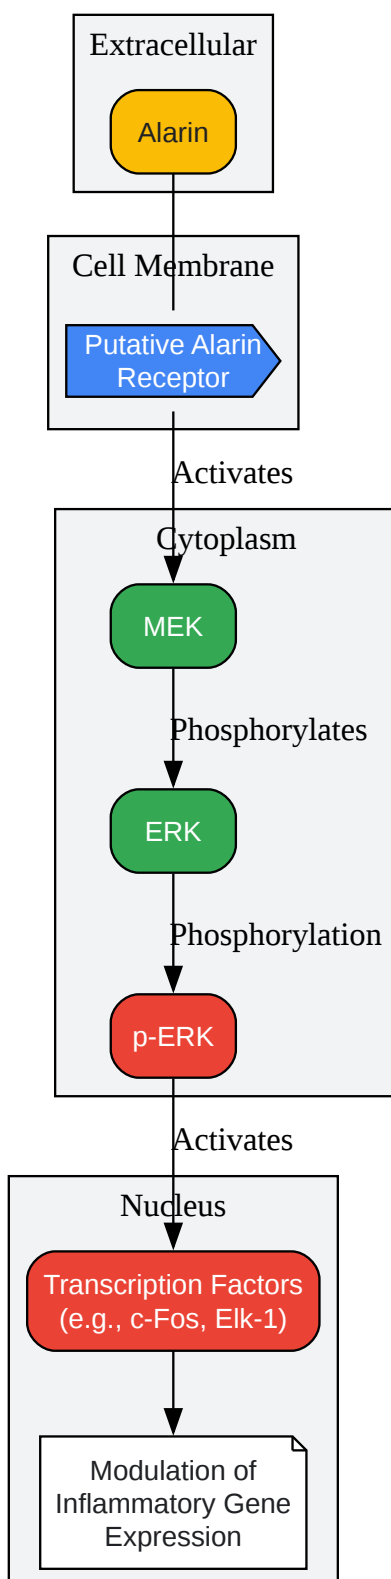 Extracellular
Alarin
Cell Membrane
Putative Alarin
Receptor
Activates
Cytoplasm
MEK
Phosphorylates
ERK
Phosphorylation
p-ERK
Activates
Nucleus
Transcription Factors
(e.g., c-Fos, Elk-1)
Modulation of
Inflammatory Gene
Expression